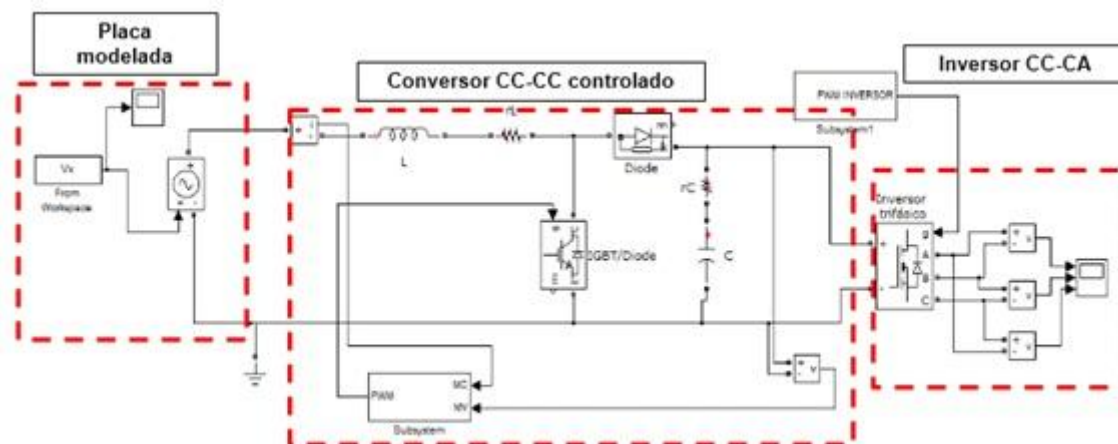 Placa
modelada
Conversor CC-CC controlado
Inversor CC-CA
PWM INVERSOR
Subsystem1
Vx
From
Workspace
L
rL
Diode
rC
C
IGBT/Diode
Inversor
trifásico
g
A
B
C
+
-
v
v
v
v
PWM
MC
MV
Subsystem